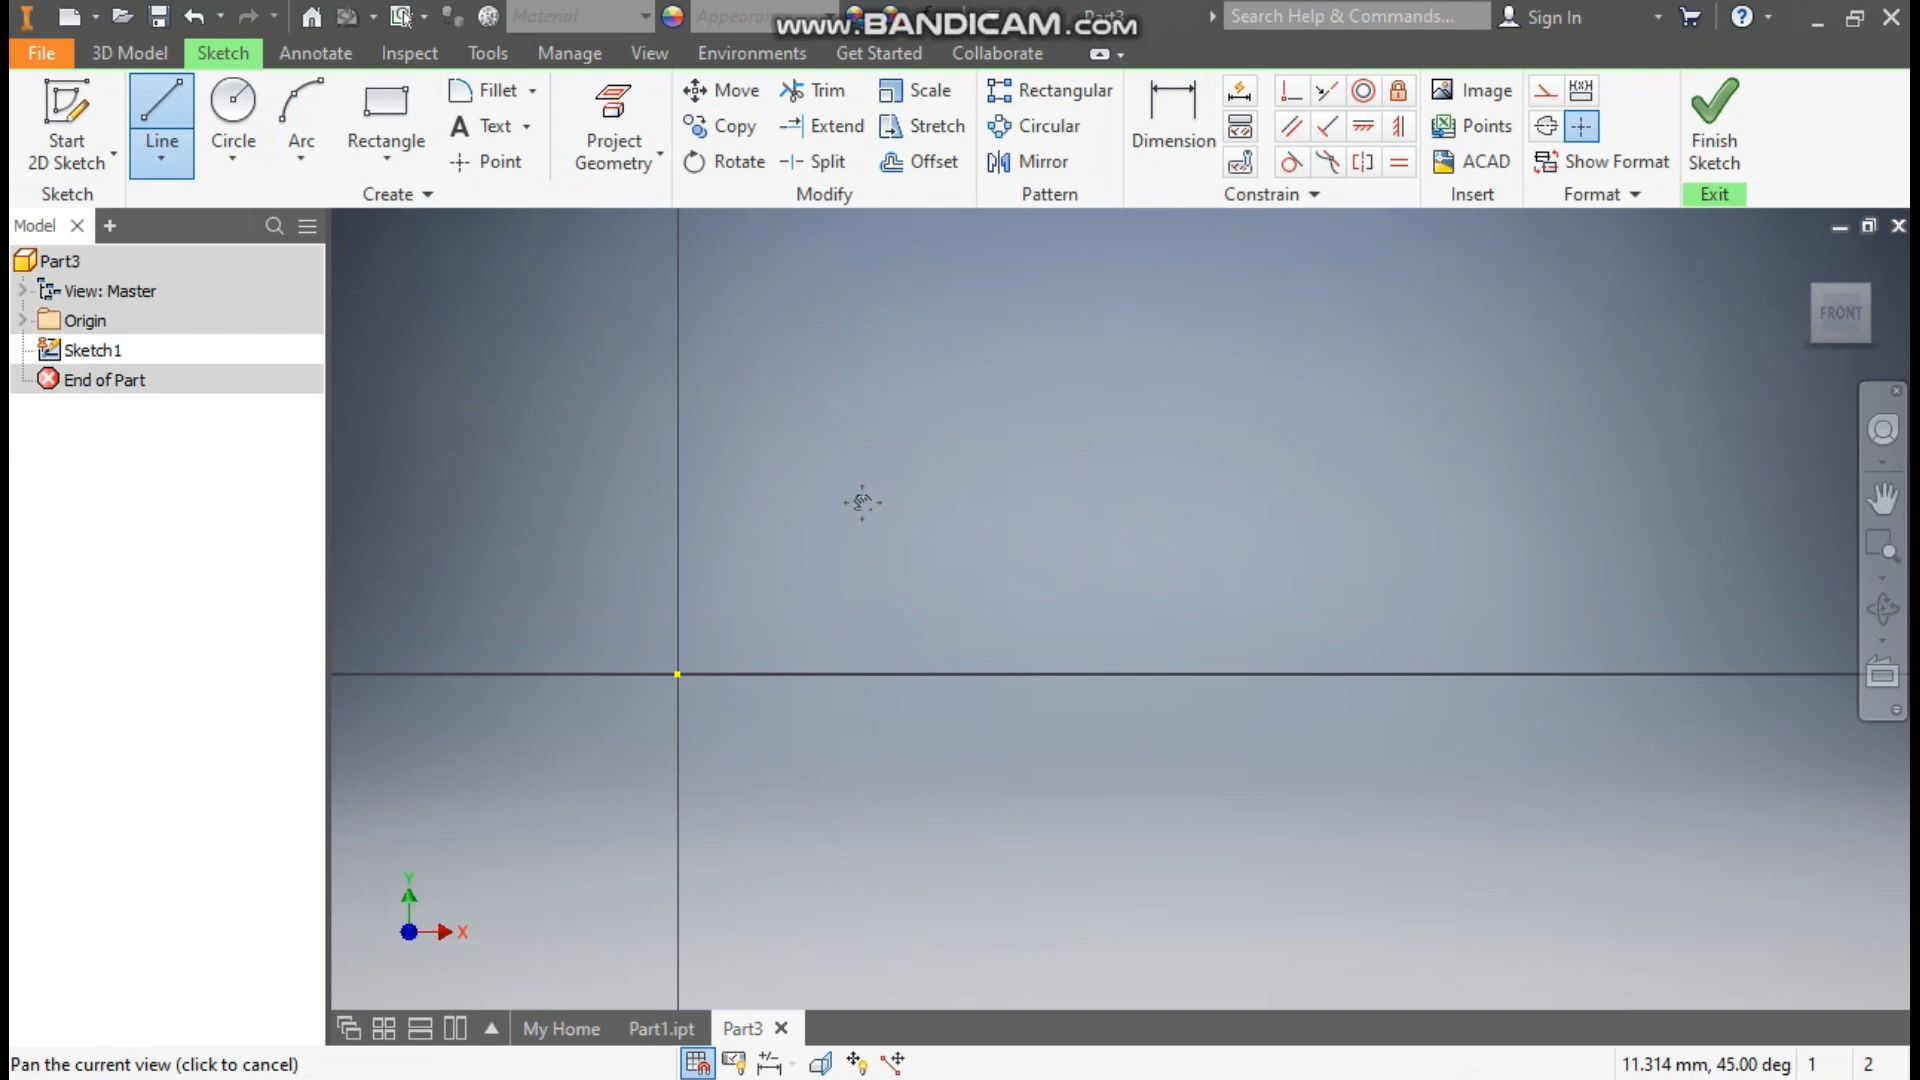 Material
Appearance
www.BANDICAM.com
Part3
Search Help & Commands...
Sign In
File
3D Model
Sketch
Annotate
Inspect
Tools
Manage
View
Environments
Get Started
Collaborate
Start
2D Sketch
Line
Circle
Arc
Rectangle
Fillet
Text
Point
Project
Geometry
Move
Copy
Rotate
Trim
Extend
Split
Scale
Stretch
Offset
Rectangular
Circular
Mirror
Dimension
Image
Points
ACAD
Show Format
Finish
Sketch
Sketch
Create
Modify
Pattern
Constrain
Insert
Format
Exit
Model
Part3
View: Master
Origin
Sketch1
End of Part
FRONT
Y
X
My Home
Part1.ipt
Part3
Pan the current view (click to cancel)
11.314 mm, 45.00 deg
1
2